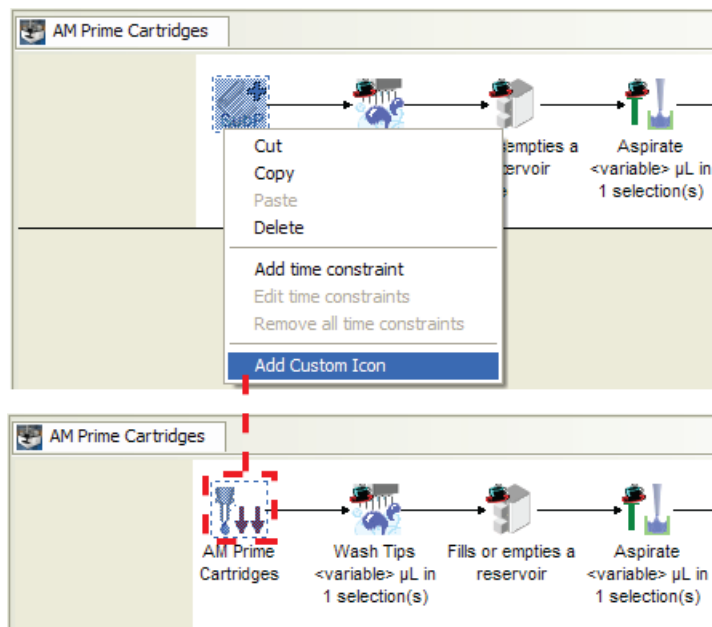 AM Prime Cartridges
SubP
empties a
Aspirate
<variable> µL in
1 selection(s)
Cut
Copy
Paste
Delete
Add time constraint
Edit time constraints
Remove all time constraints
Add Custom Icon
AM Prime Cartridges
AM Prime
Cartridges
Wash Tips
<variable> µL in
1 selection(s)
Fills or empties a
reservoir
Aspirate
<variable> µL in
1 selection(s)